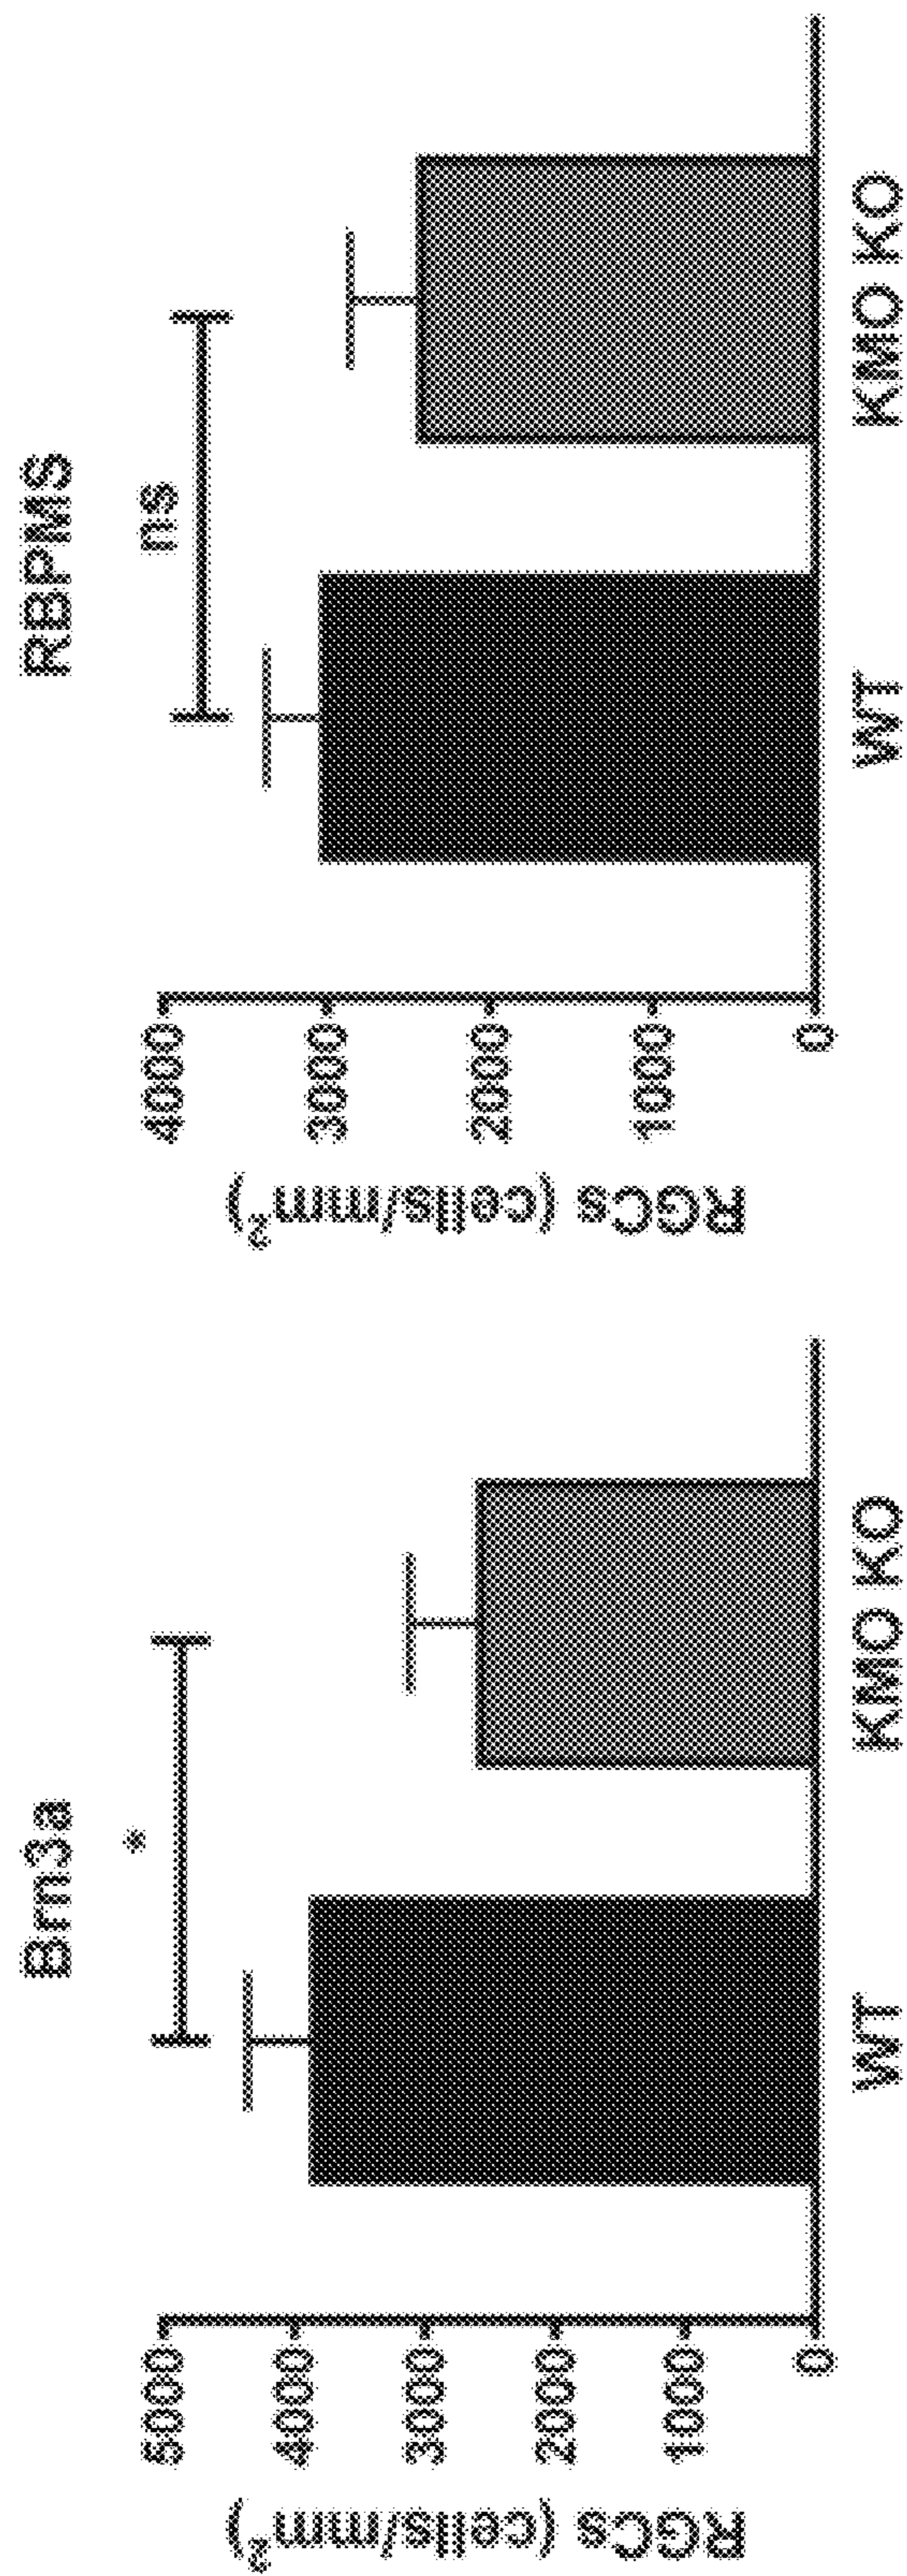 Brn3a
*
RGCs (cells/mm²)
5000
4000
3000
2000
1000
0
WT
KMO KO
RBPMS
ns
RGCs (cells/mm²)
4000
3000
2000
1000
0
WT
KMO KO